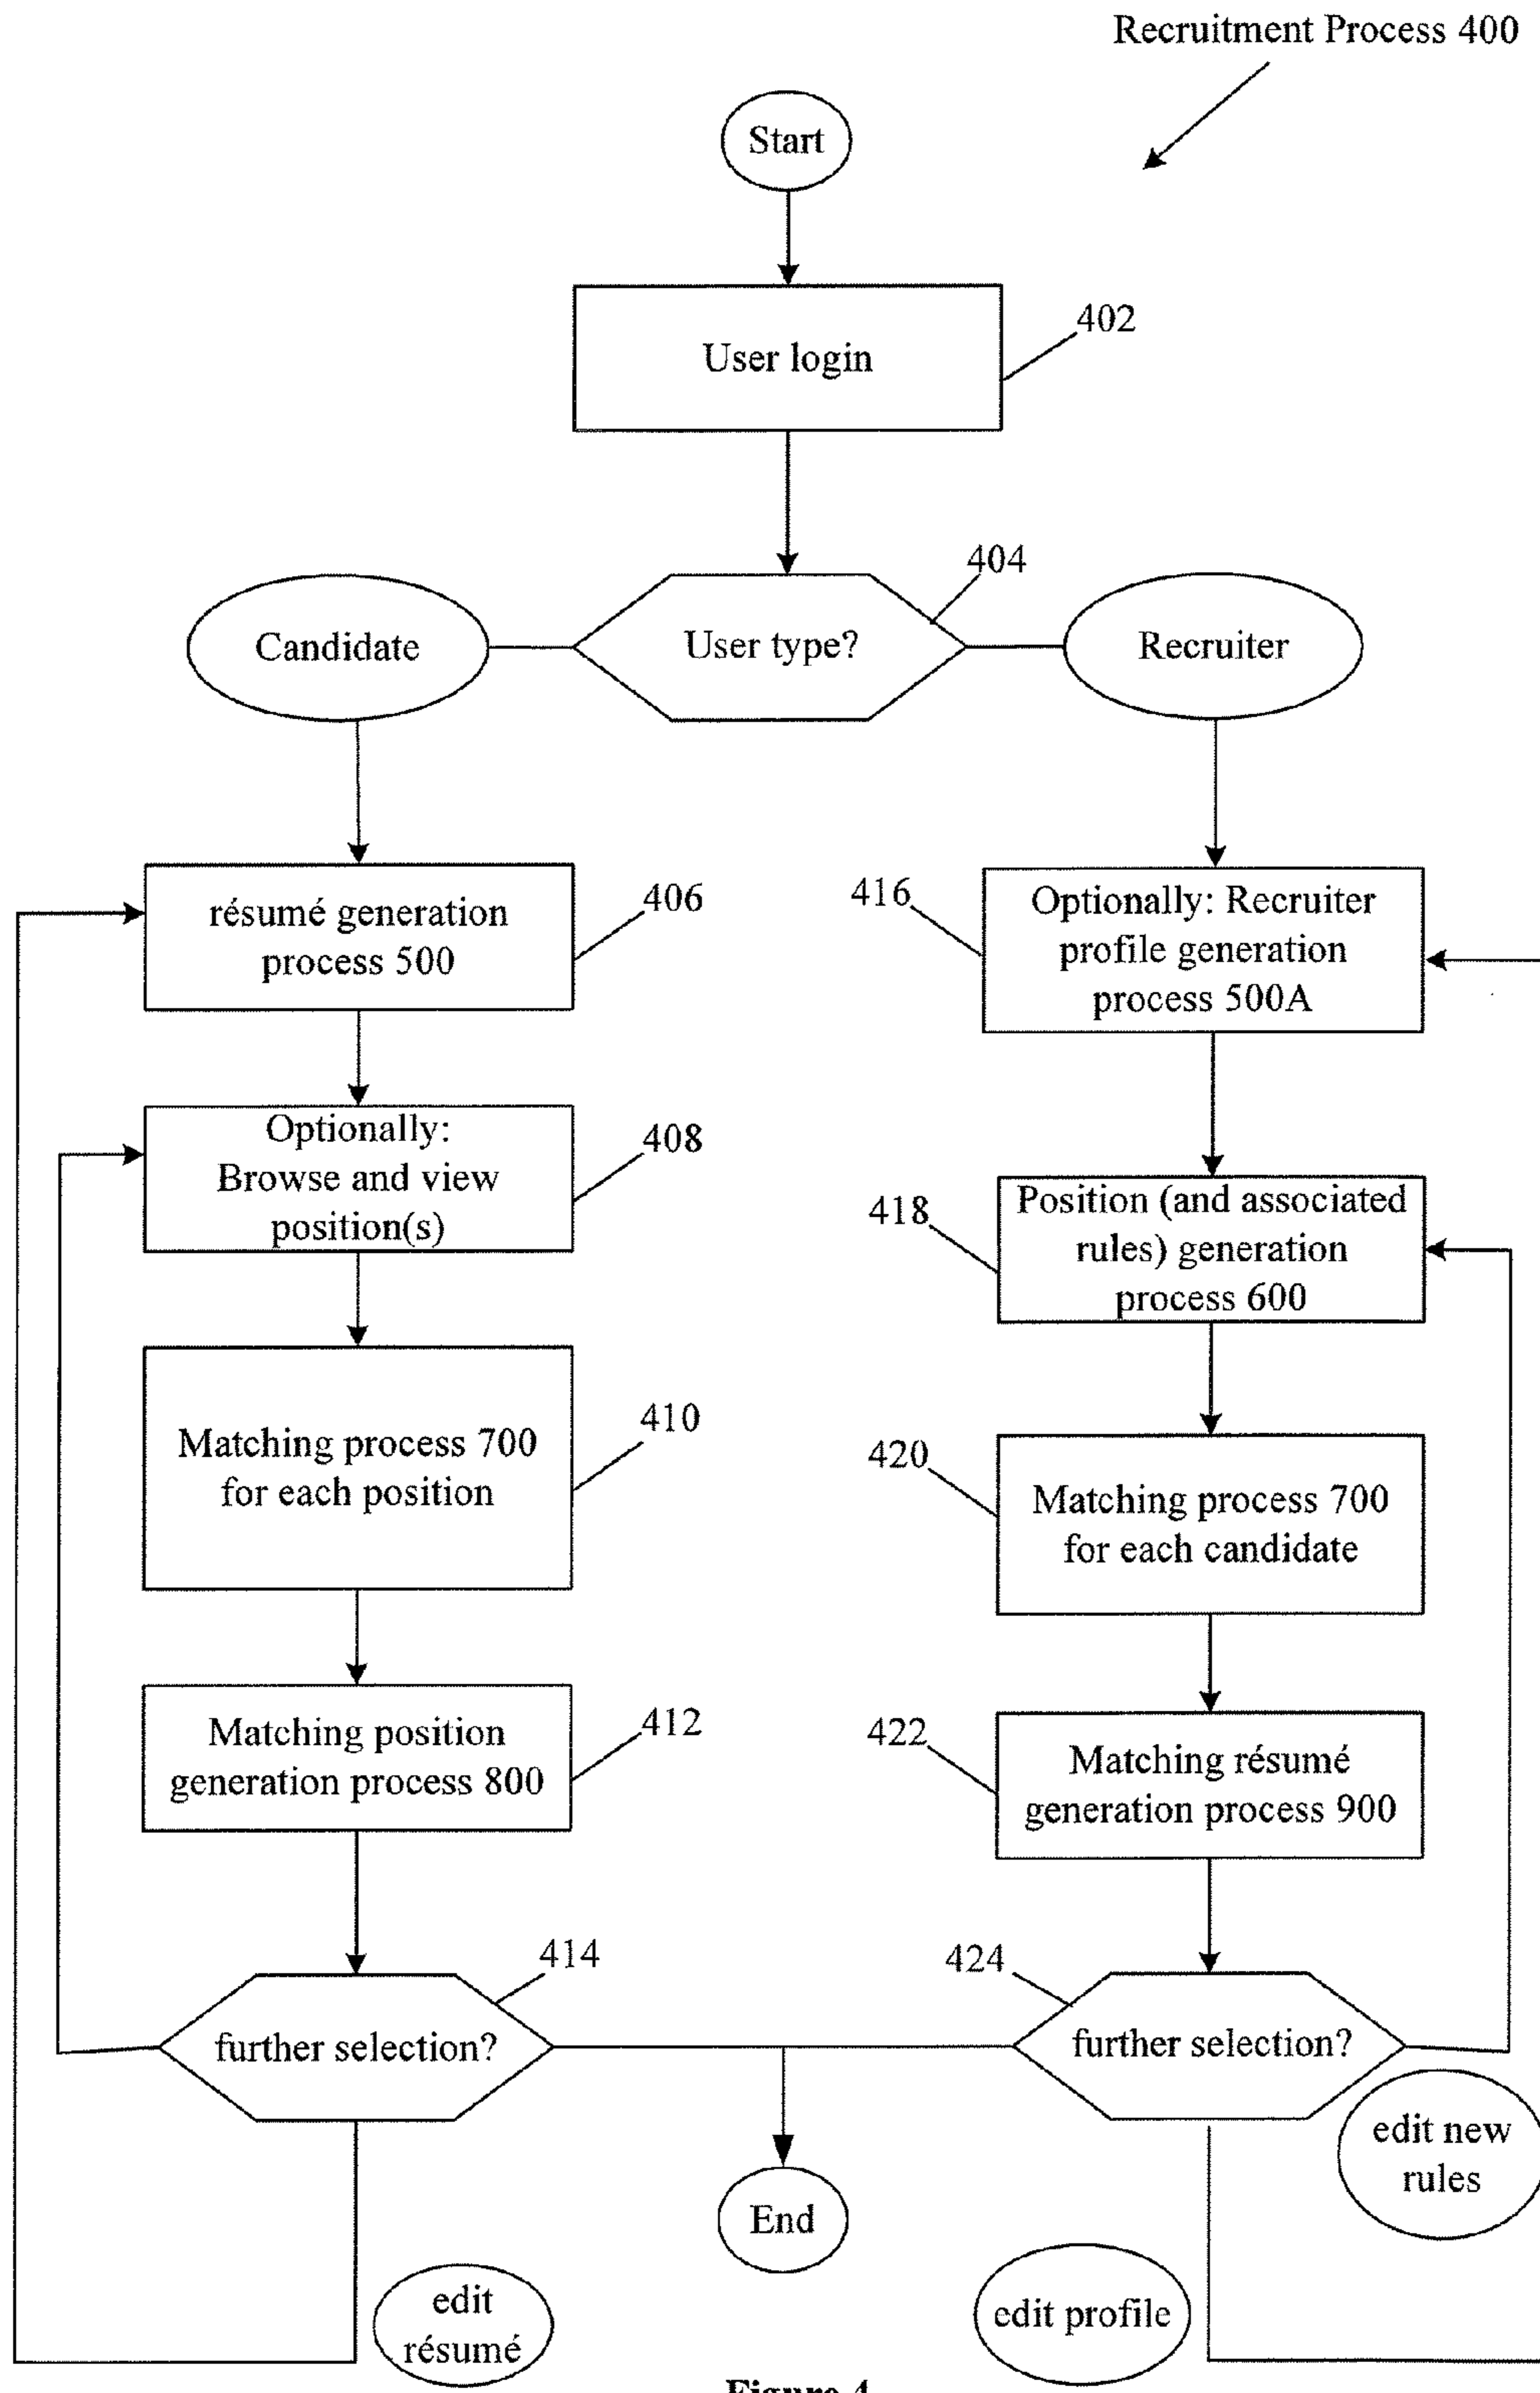 Recruitment Process 400
Start
User login
402
404
Candidate
User type?
Recruiter
résumé generation
process 500
406
416
Optionally: Recruiter
profile generation
process 500A
Optionally:
Browse and view
position(s)
408
418
Position (and associated
rules) generation
process 600
Matching process 700
for each position
410
420
Matching process 700
for each candidate
Matching position
generation process 800
412
422
Matching résumé
generation process 900
414
424
further selection?
further selection?
edit new
rules
End
edit
résumé
edit profile
Figure 4